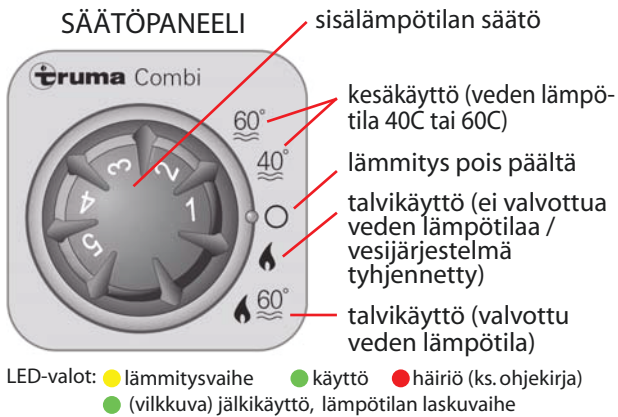 SÄÄTÖPANEELI
sisälämpötilan säätö
truma Combi
60°
kesäkäyttö (veden lämpö-
tila 40C tai 60C)
40°
lämmitys pois päältä
talvikäyttö (ei valvottua
veden lämpötilaa /
vesijärjestelmä
tyhjennetty)
60°
talvikäyttö (valvottu
veden lämpötila)
1
2
3
4
5
LED-valot: lämmitysvaihe käyttö häiriö (ks. ohjekirja)
(vilkkuva) jälkikäyttö, lämpötilan laskuvaihe